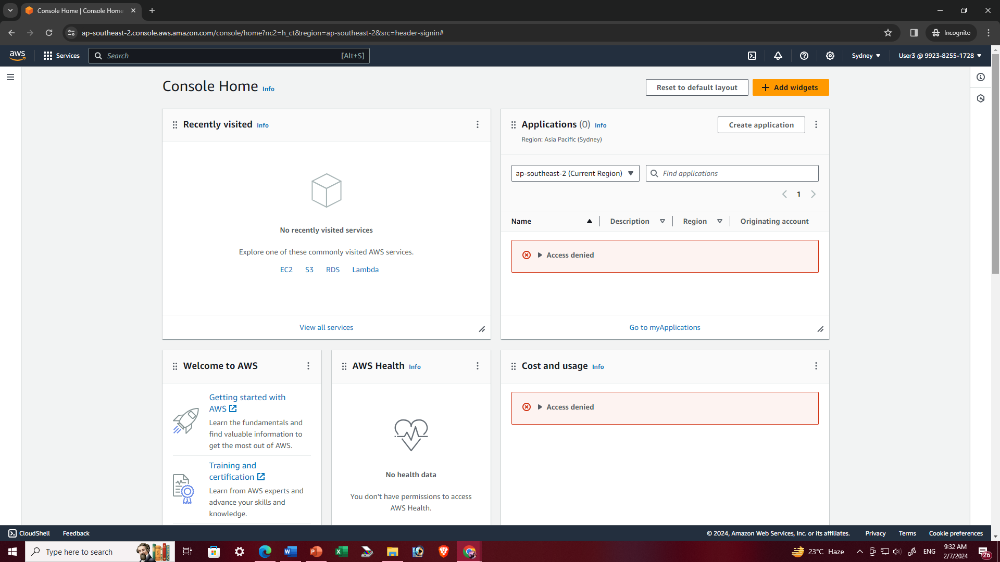 Console Home | Console Home
ap-southeast-2.console.aws.amazon.com/console/home?nc2=h_ct&region=ap-southeast-2&src=header-signin#
Incognito
aws
Services
Search
[Alt+S]
Sydney
User3 @ 9923-8255-1728
Console Home Info
Reset to default layout
Add widgets
Recently visited Info
No recently visited services
Explore one of these commonly visited AWS services.
EC2 S3 RDS Lambda
View all services
Applications (0) Info
Region: Asia Pacific (Sydney)
Create application
ap-southeast-2 (Current Region)
Find applications
1
Name Description Region Originating account
Access denied
Go to myApplications
Welcome to AWS
Getting started with
AWS
Learn the fundamentals and
find valuable information to
get the most out of AWS.
Training and
certification
Learn from AWS experts and
advance your skills and
knowledge.
AWS Health Info
No health data
You don't have permissions to access
AWS Health.
Cost and usage Info
Access denied
CloudShell
Feedback
© 2024, Amazon Web Services, Inc. or its affiliates.
Privacy
Terms
Cookie preferences
Type here to search
23°C Haze
ENG
9:32 AM
2/7/2024
26